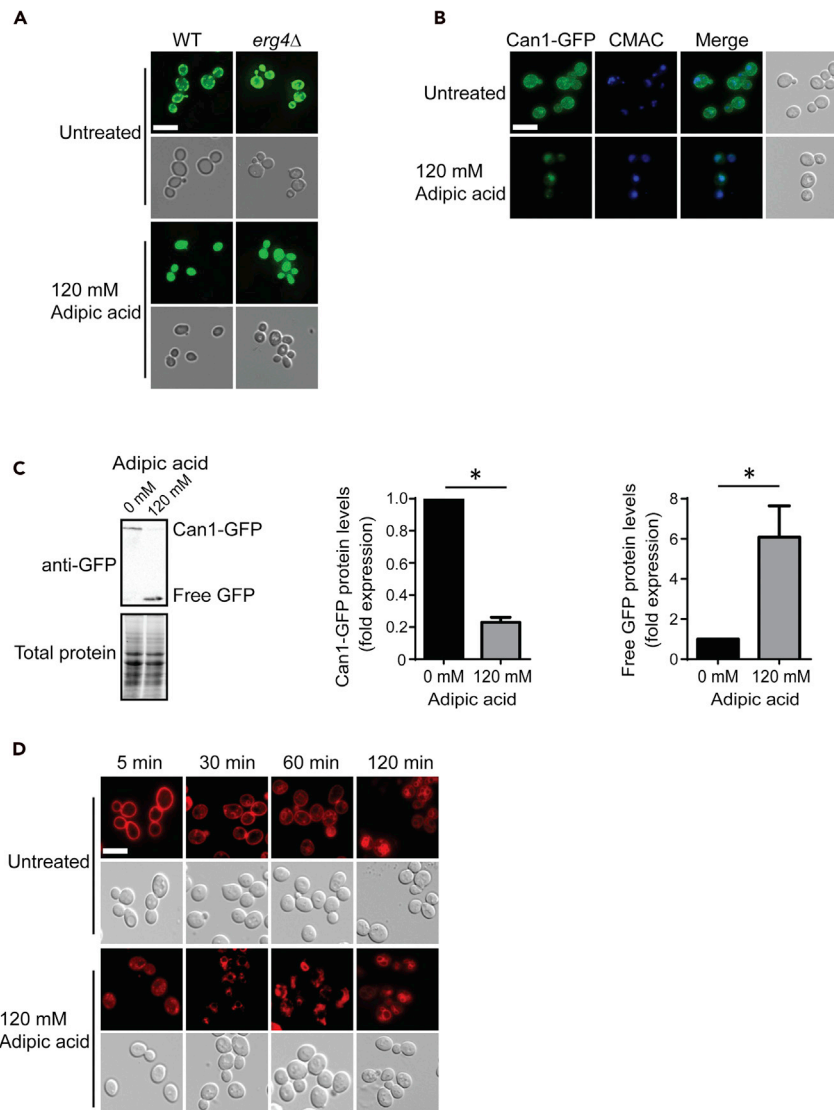 A
WT erg4Δ
Untreated
120 mM
Adipic acid
B
Can1-GFP CMAC Merge
Untreated
120 mM
Adipic acid
C
Adipic acid
0 mM 120 mM
anti-GFP
Can1-GFP
Free GFP
Total protein
Can1-GFP protein levels
(fold expression)
1.0
0.8
0.6
0.4
0.2
0
*
0 mM 120 mM
Adipic acid
Free GFP protein levels
(fold expression)
8
6
4
2
0
*
0 mM 120 mM
Adipic acid
D
5 min 30 min 60 min 120 min
Untreated
120 mM
Adipic acid